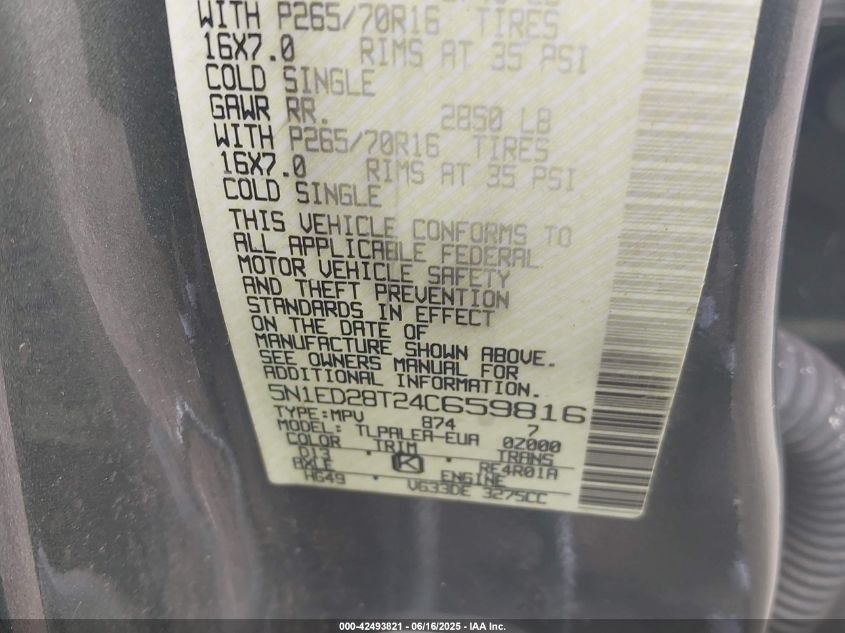 WITH P265/70R16 TIRES
16X7.0 RIMS AT 35 PSI
COLD SINGLE
GAWR RR. 2850 LB
WITH P265/70R16 TIRES
16X7.0 RIMS AT 35 PSI
COLD SINGLE
THIS VEHICLE CONFORMS TO
ALL APPLICABLE FEDERAL
MOTOR VEHICLE SAFETY
AND THEFT PREVENTION
STANDARDS IN EFFECT
ON THE DATE OF
MANUFACTURE SHOWN ABOVE.
SEE OWNERS MANUAL FOR
ADDITIONAL INFORMATION.
5N1ED28T24C659816
TYPE:MPV 874 7
MODEL: TLPALEA-EUA 0Z000
COLOR TRIM TRANS
D13 K RE4R01A
AXLE ENGINE
HG49 VG33DE 3275CC
000-42493821 - 06/16/2025 - IAA Inc.